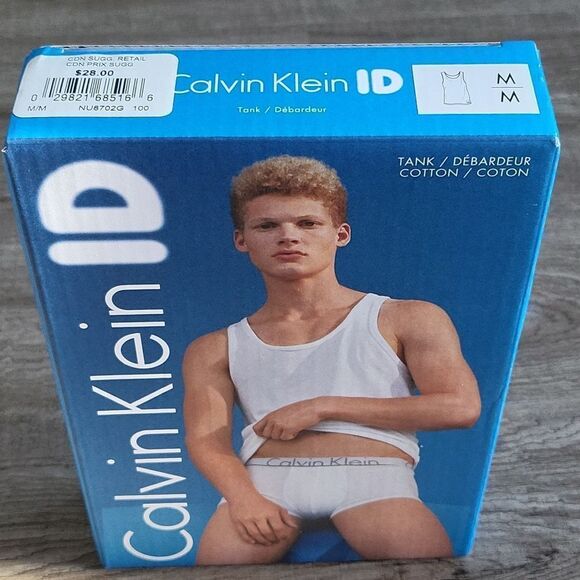 CDN SUGG. RETAIL
CDN PRIX SUGG
$28.00
0 29821 68516 6
M/M NU8702G 100
Calvin Klein ID
Tank / Débardeur
M
M
TANK / DÉBARDEUR
COTTON / COTON
Calvin Klein ID
Calvin Klein